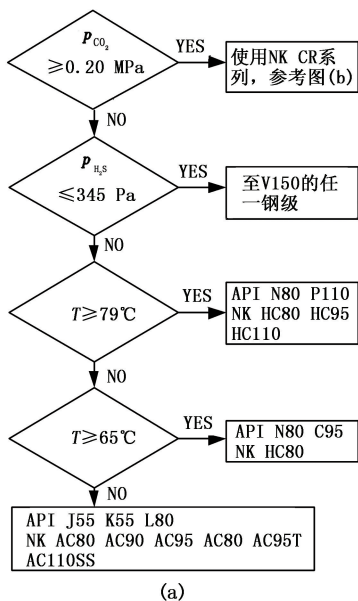 pCO₂
≥0.20 MPa
YES
使用NK CR系
列，参考图(b)
NO
pH₂S
≤345 Pa
YES
至V150的任
一钢级
NO
T≥79℃
YES
API N80 P110
NK HC80 HC95
HC110
NO
T≥65℃
YES
API N80 C95
NK HC80
NO
API J55 K55 L80
NK AC80 AC90 AC95 AC80 AC95T
AC110SS
(a)